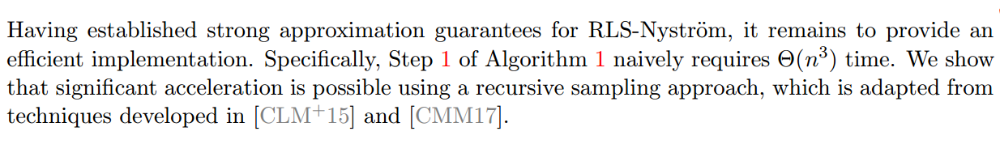 Having established strong approximation guarantees for RLS-Nyström, it remains to provide an
efficient implementation. Specifically, Step 1 of Algorithm 1 naively requires Θ(n³) time. We show
that significant acceleration is possible using a recursive sampling approach, which is adapted from
techniques developed in [CLM⁺15] and [CMM17].